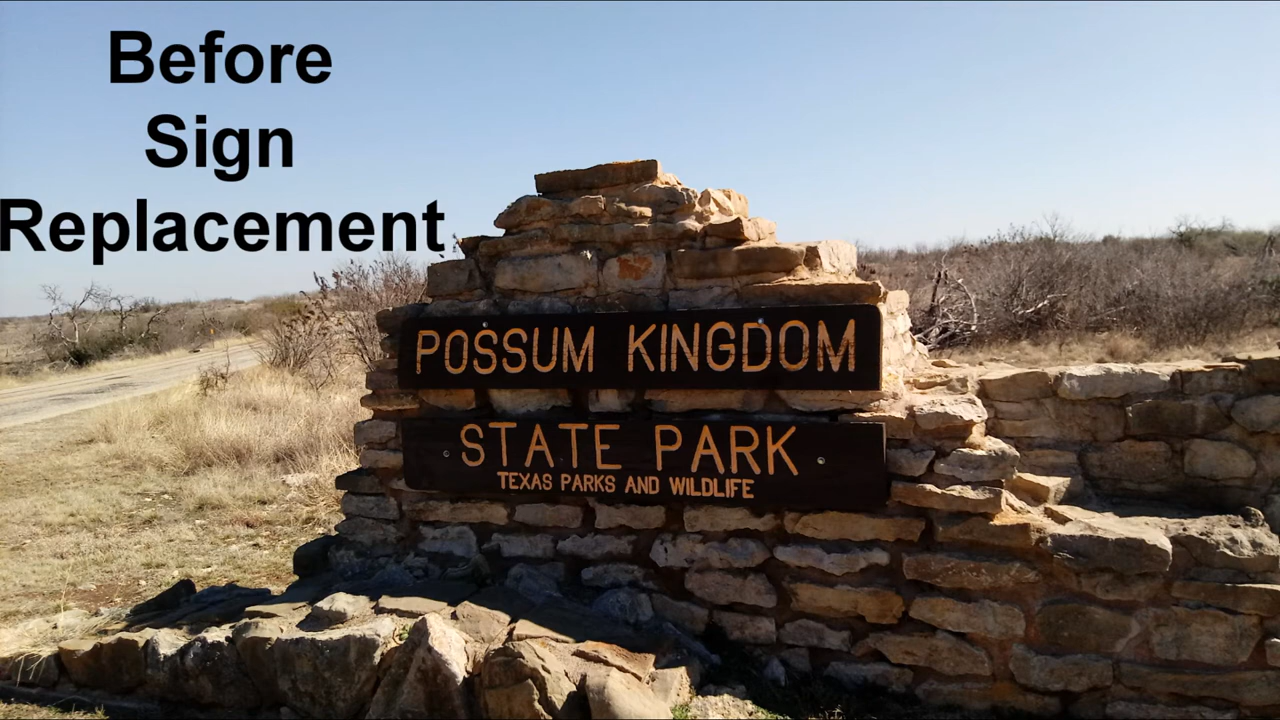 Before
Sign
Replacement
POSSUM KINGDOM
STATE PARK
TEXAS PARKS AND WILDLIFE